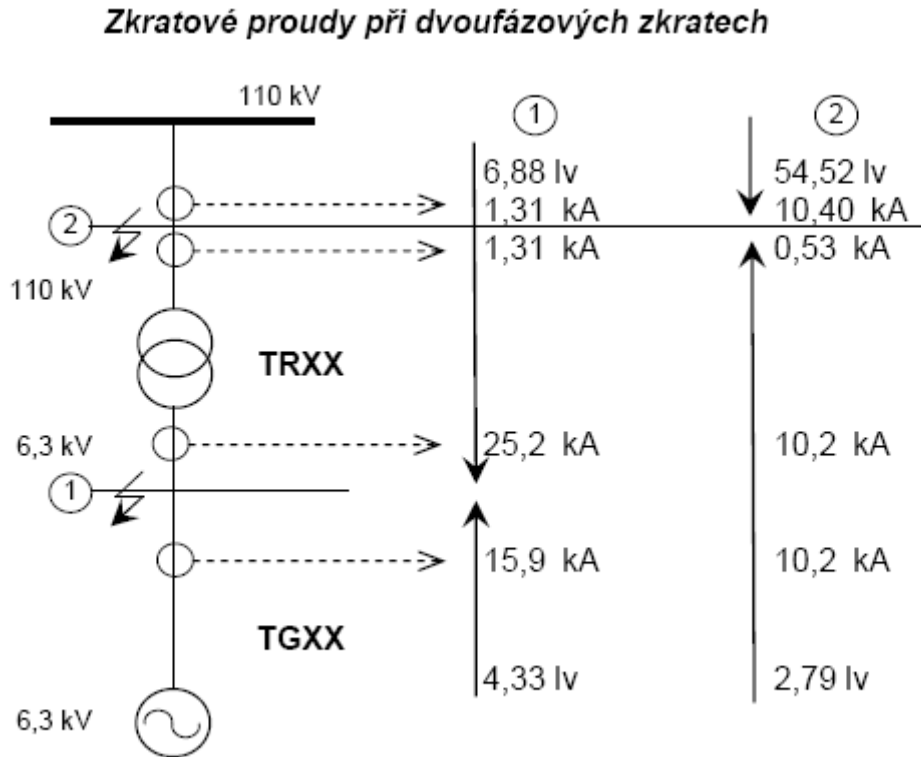 Zkratové proudy při dvoufázových zkratech
110 kV
1
2
6,88 Iv
54,52 Iv
1,31 kA
10,40 kA
2
1,31 kA
0,53 kA
110 kV
TRXX
6,3 kV
25,2 kA
10,2 kA
1
15,9 kA
10,2 kA
TGXX
4,33 Iv
2,79 Iv
6,3 kV